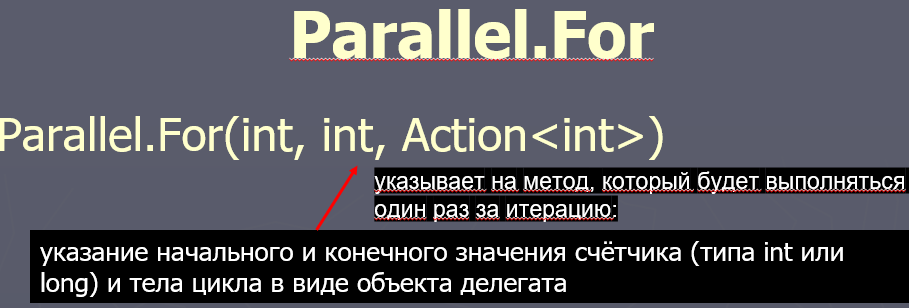 Parallel.For
Parallel.For(int, int, Action<int>)
указывает на метод, который будет выполняться
один раз за итерацию:
указание начального и конечного значения счётчика (типа int или
long) и тела цикла в виде объекта делегата